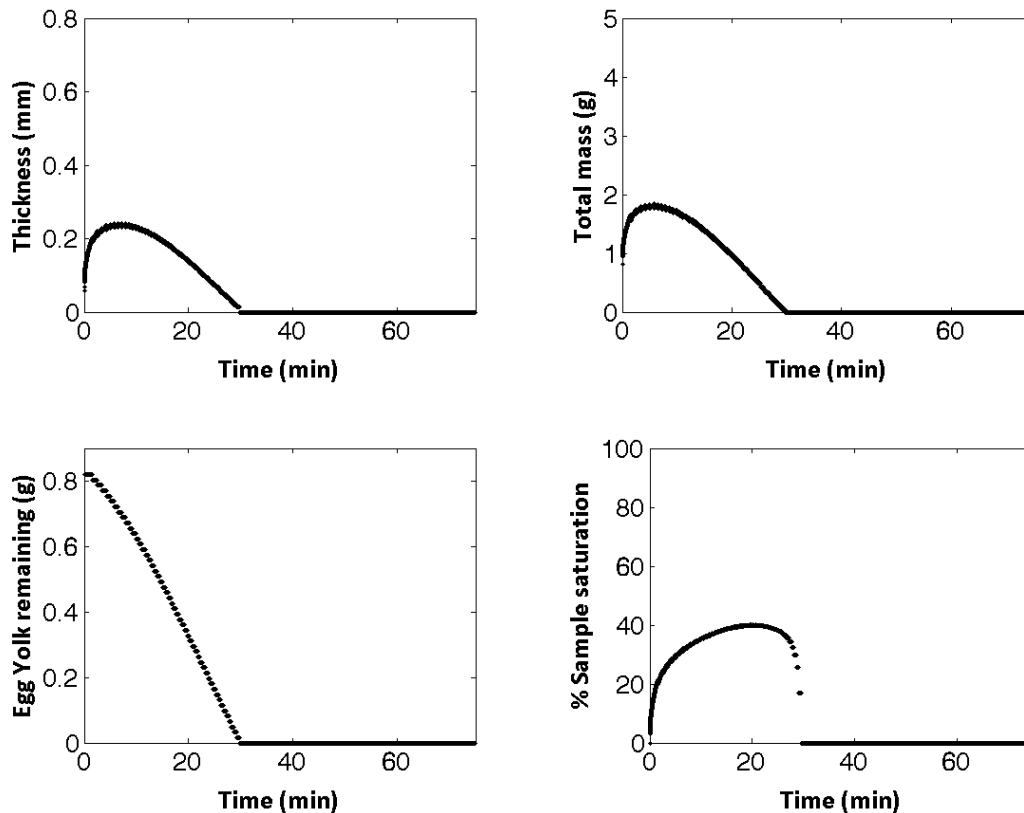 Thickness (mm)
0.8
0.6
0.4
0.2
0
0 20 40 60
Time (min)
Total mass (g)
5
4
3
2
1
0
0 20 40 60
Time (min)
Egg Yolk remaining (g)
0.8
0.6
0.4
0.2
0
0 20 40 60
Time (min)
% Sample saturation
100
80
60
40
20
0
0 20 40 60
Time (min)